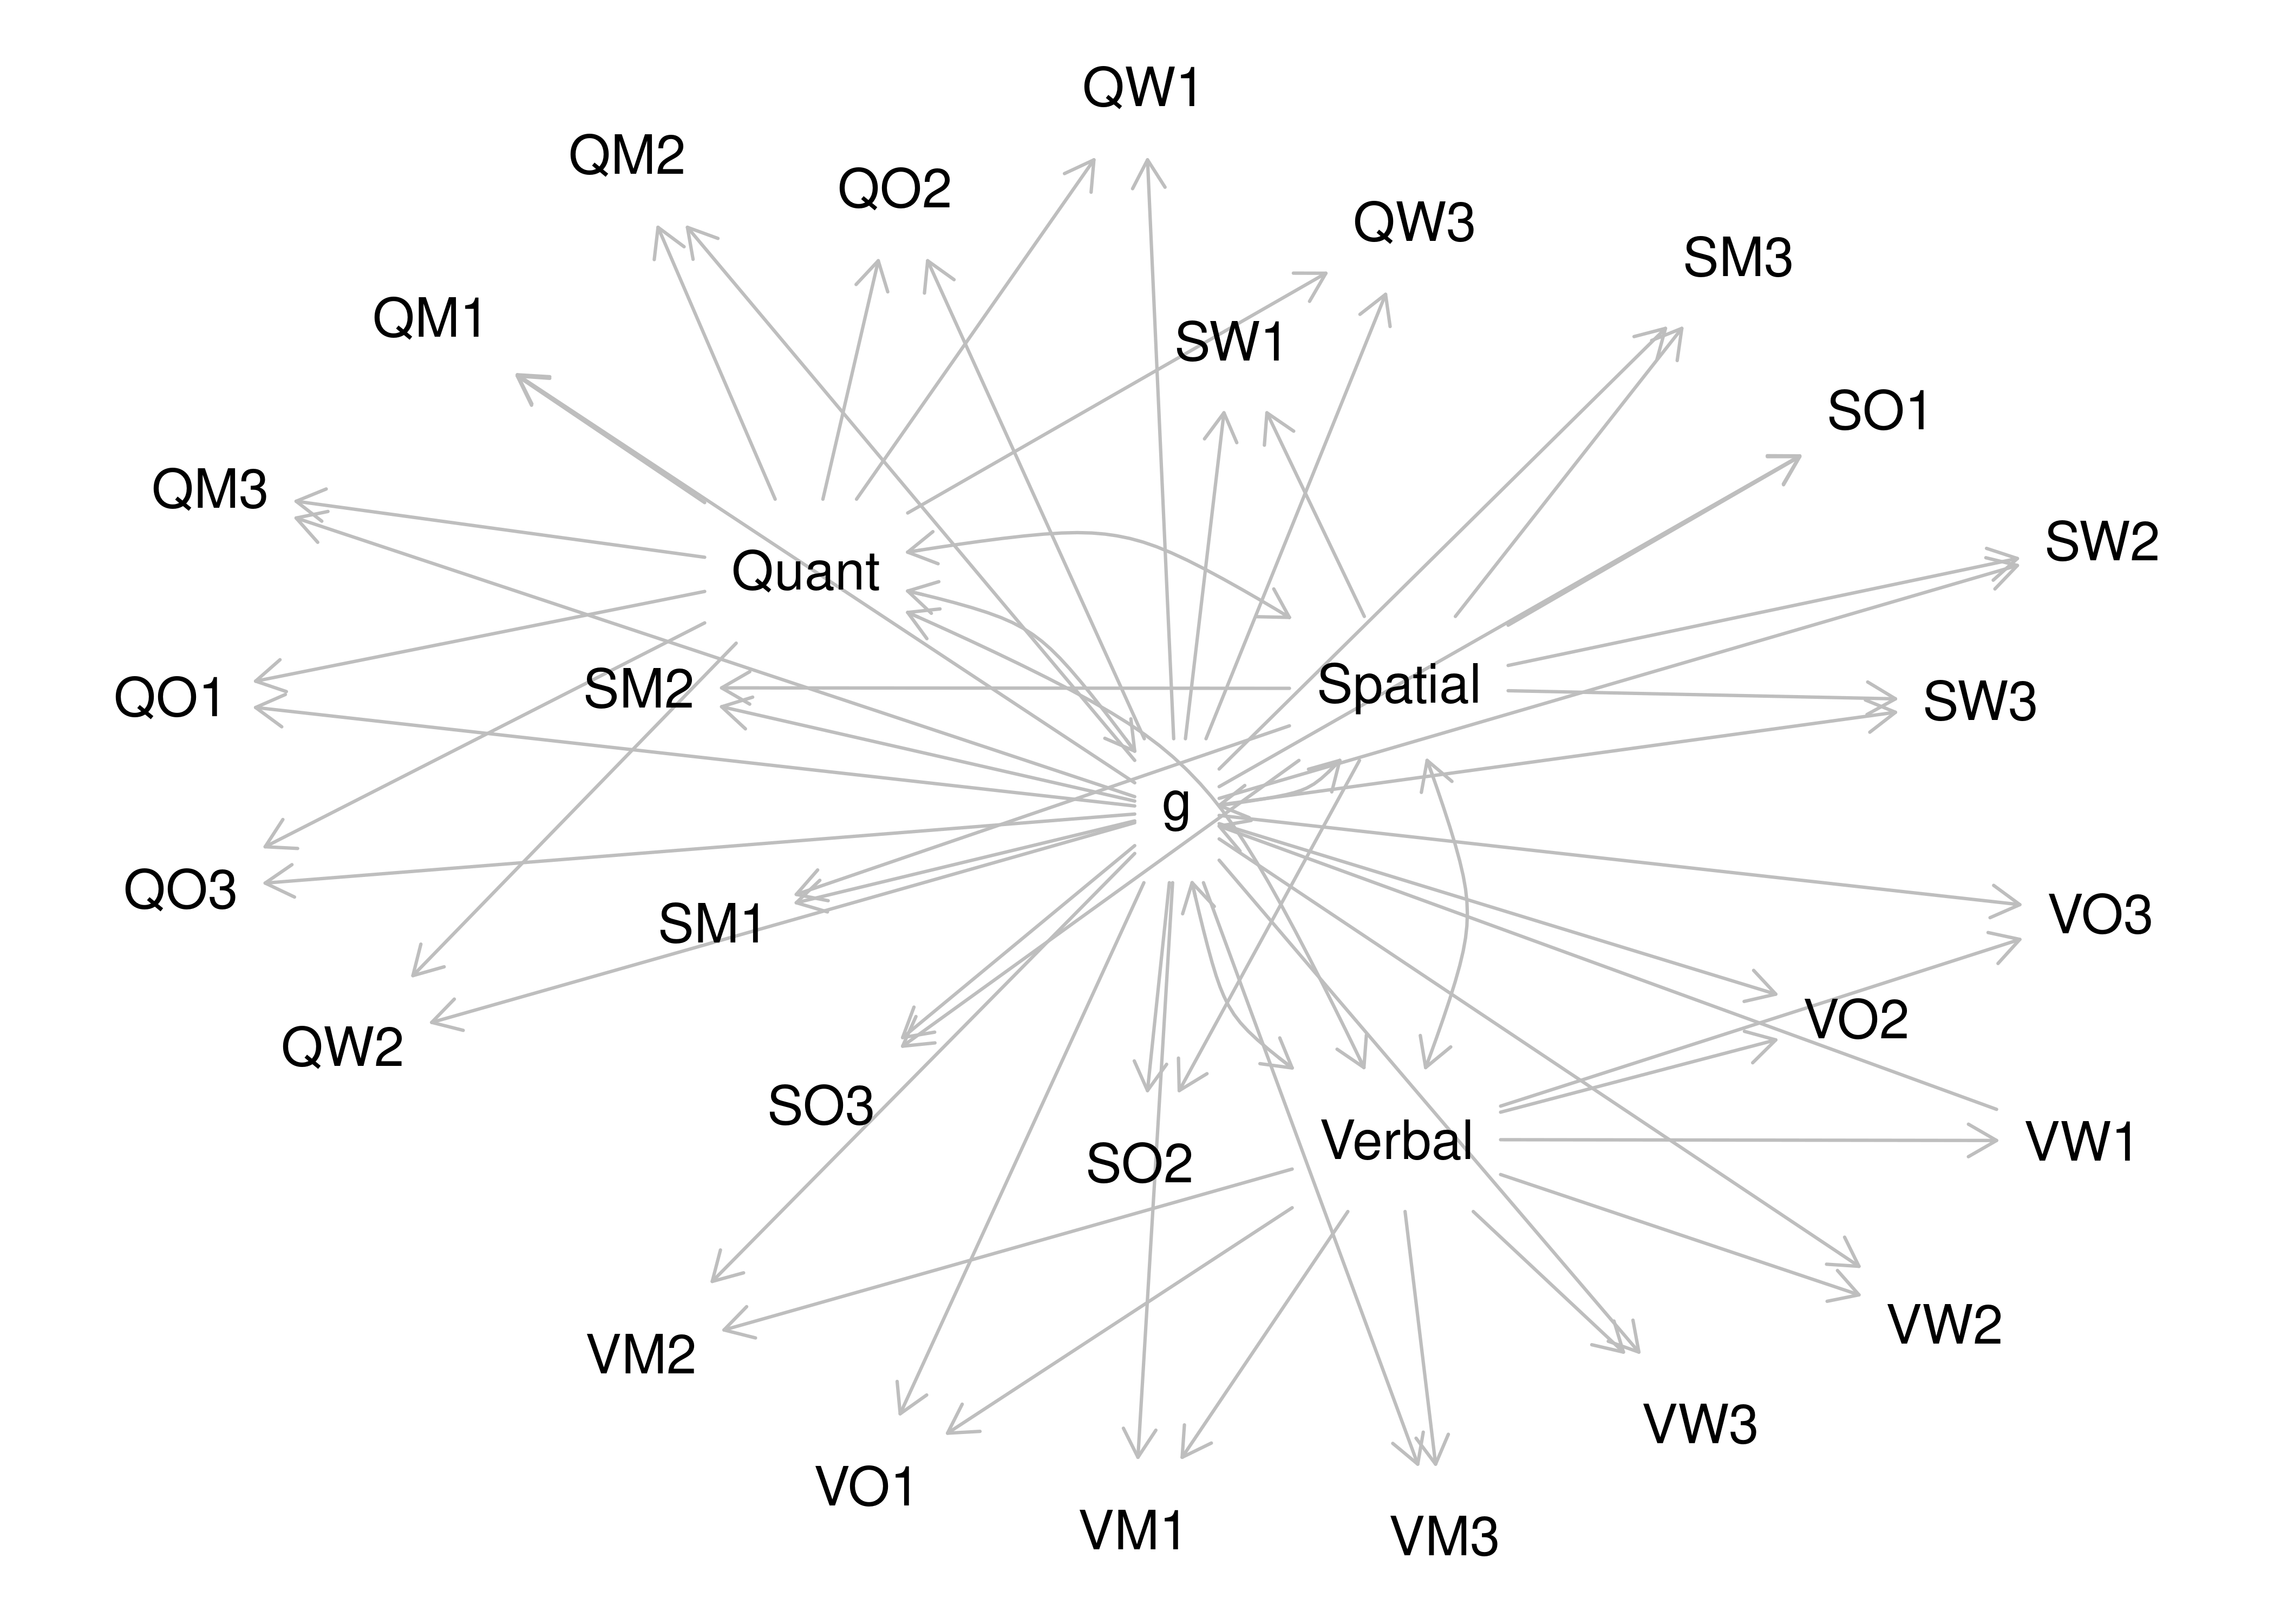 QW1
QM2
QO2
QW3
SM3
QM1
SW1
SO1
QM3
SW2
Quant
SM2
Spatial
QO1
SW3
g
QO3
SM1
VO3
VO2
QW2
SO3
SO2
Verbal
VW1
VW2
VM2
VW3
VO1
VM1
VM3